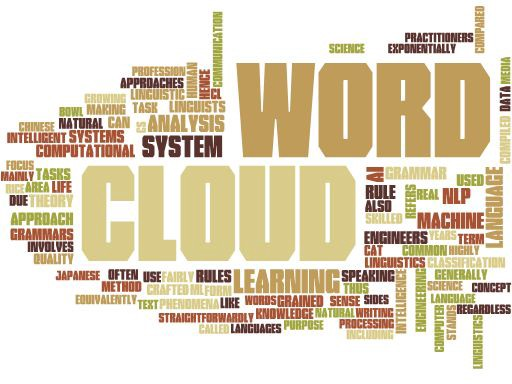 WORD
CLOUD
COMMUNICATION
SCIENCE
PRACTITIONERS
EXPONENTIALLY
COMPARED
PROFESSION
APPROACHES
HUMAN
HENCE
HCL
GROWING
LINGUISTIC
BOWL
MAKING
TASK
LINGUISTS
CHINESE
NATURAL
CAN
CS
ANALYSIS
INTELLIGENT
SYSTEMS
COMPUTATIONAL
SYSTEM
DATA
MEDIA
COMPILED
FOCUS
MAINLY
TASKS
RICE
AREA
LIFE
DUE
THEORY
APPROACH
GRAMMARS
INVOLVES
QUALITY
AI
GRAMMAR
RULE
ALSO
SKILLED
REFERS
REAL
NLP
USED
LANGUAGE
MACHINE
ENGINEERS
YEARS
TERM
CAT
COMMON
HIGHLY
LINGUISTICS
CLASSIFICATION
JAPANESE
OFTEN
USE
FAIRLY
RULES
LEARNING
SPEAKING
THUS
INTELLIGENCE
ENGINEERING
GENERALLY
SCIENCE
CONCEPT
METHOD
CRAFTED
ML
FORM
EQUIVALENTLY
TEXT
PHENOMENA
LIKE
WORDS
GRAINED
SENSE
SIDES
COMPUTER
LANGUAGE
STANDS
REGARDLESS
STRAIGHTFORWARDLY
KNOWLEDGE
NATURAL
WRITING
CALLED
LANGUAGES
PURPOSE
PROCESSING
INCLUDING
LINGUISTICS